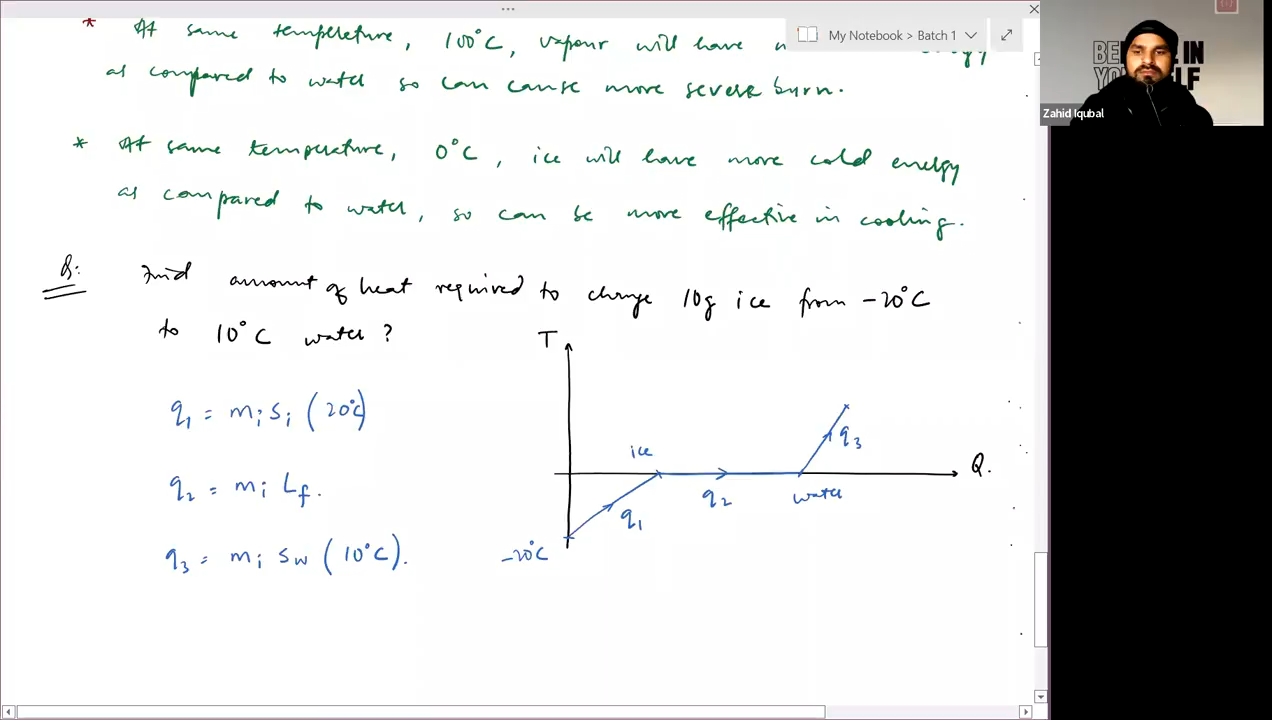 My Notebook > Batch 1
* At same temperature, 100°C, vapour will have
as compared to water so can cause more severe burn.
* At same temperature, 0°C, ice will have more cold energy
as compared to water, so can be more effective in cooling.
Q: Find amount of heat required to change 10g ice from -20°C
to 10°C water?
q₁ = mᵢ sᵢ (20°C)
q₂ = mᵢ L_f.
q₃ = mᵢ s_w (10°C).
T
ice
q₃
Q.
q₂
water
q₁
-20°C
Zahid Iqubal